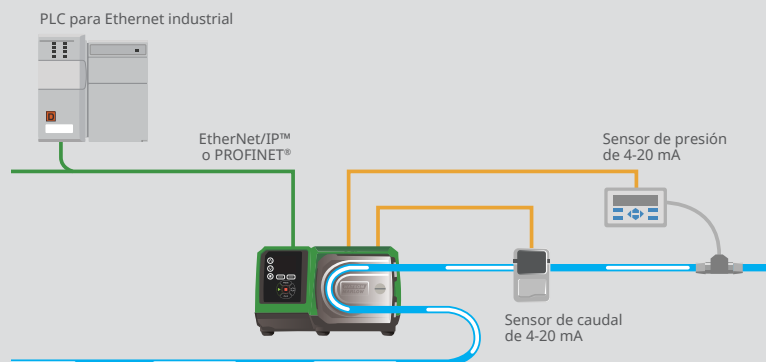 PLC para Ethernet industrial
D
EtherNet/IP™
o PROFINET®
Sensor de presión
de 4-20 mA
Sensor de caudal
de 4-20 mA